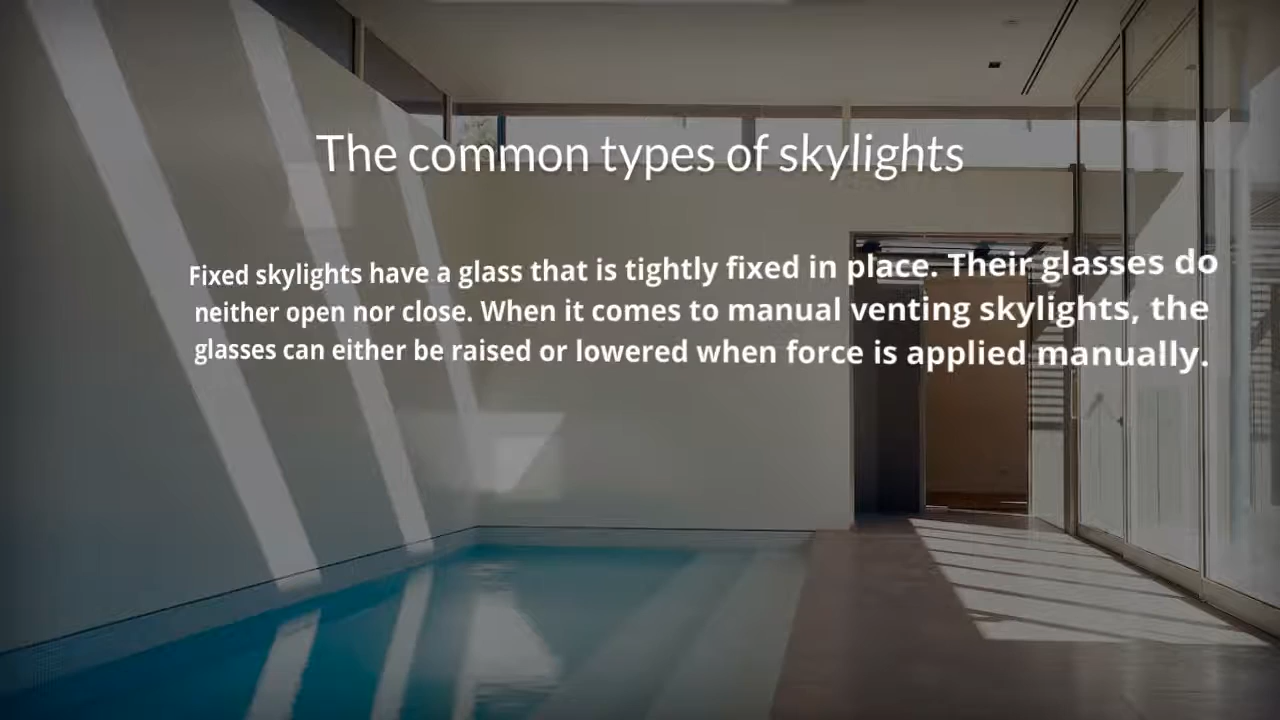 The common types of skylights
Fixed skylights have a glass that is tightly fixed in place. Their glasses do
neither open nor close. When it comes to manual venting skylights, the
glasses can either be raised or lowered when force is applied manually.